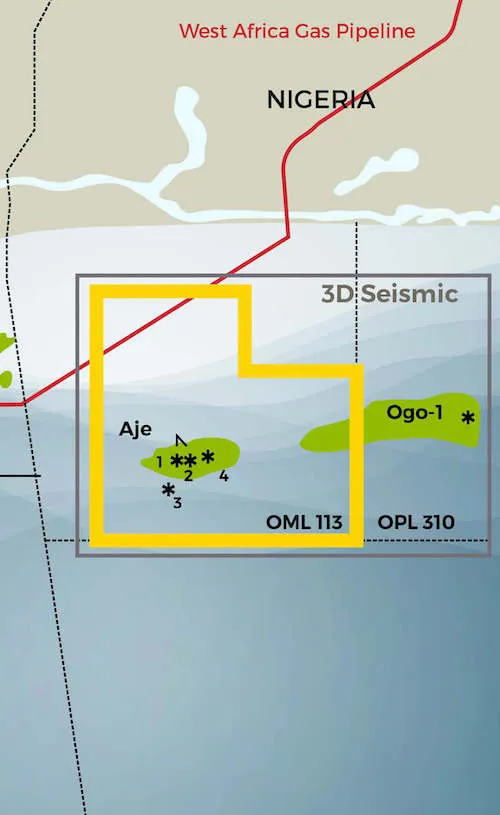 West Africa Gas Pipeline
NIGERIA
3D Seismic
Ogo-1
Aje
1
2
4
3
OML 113
OPL 310